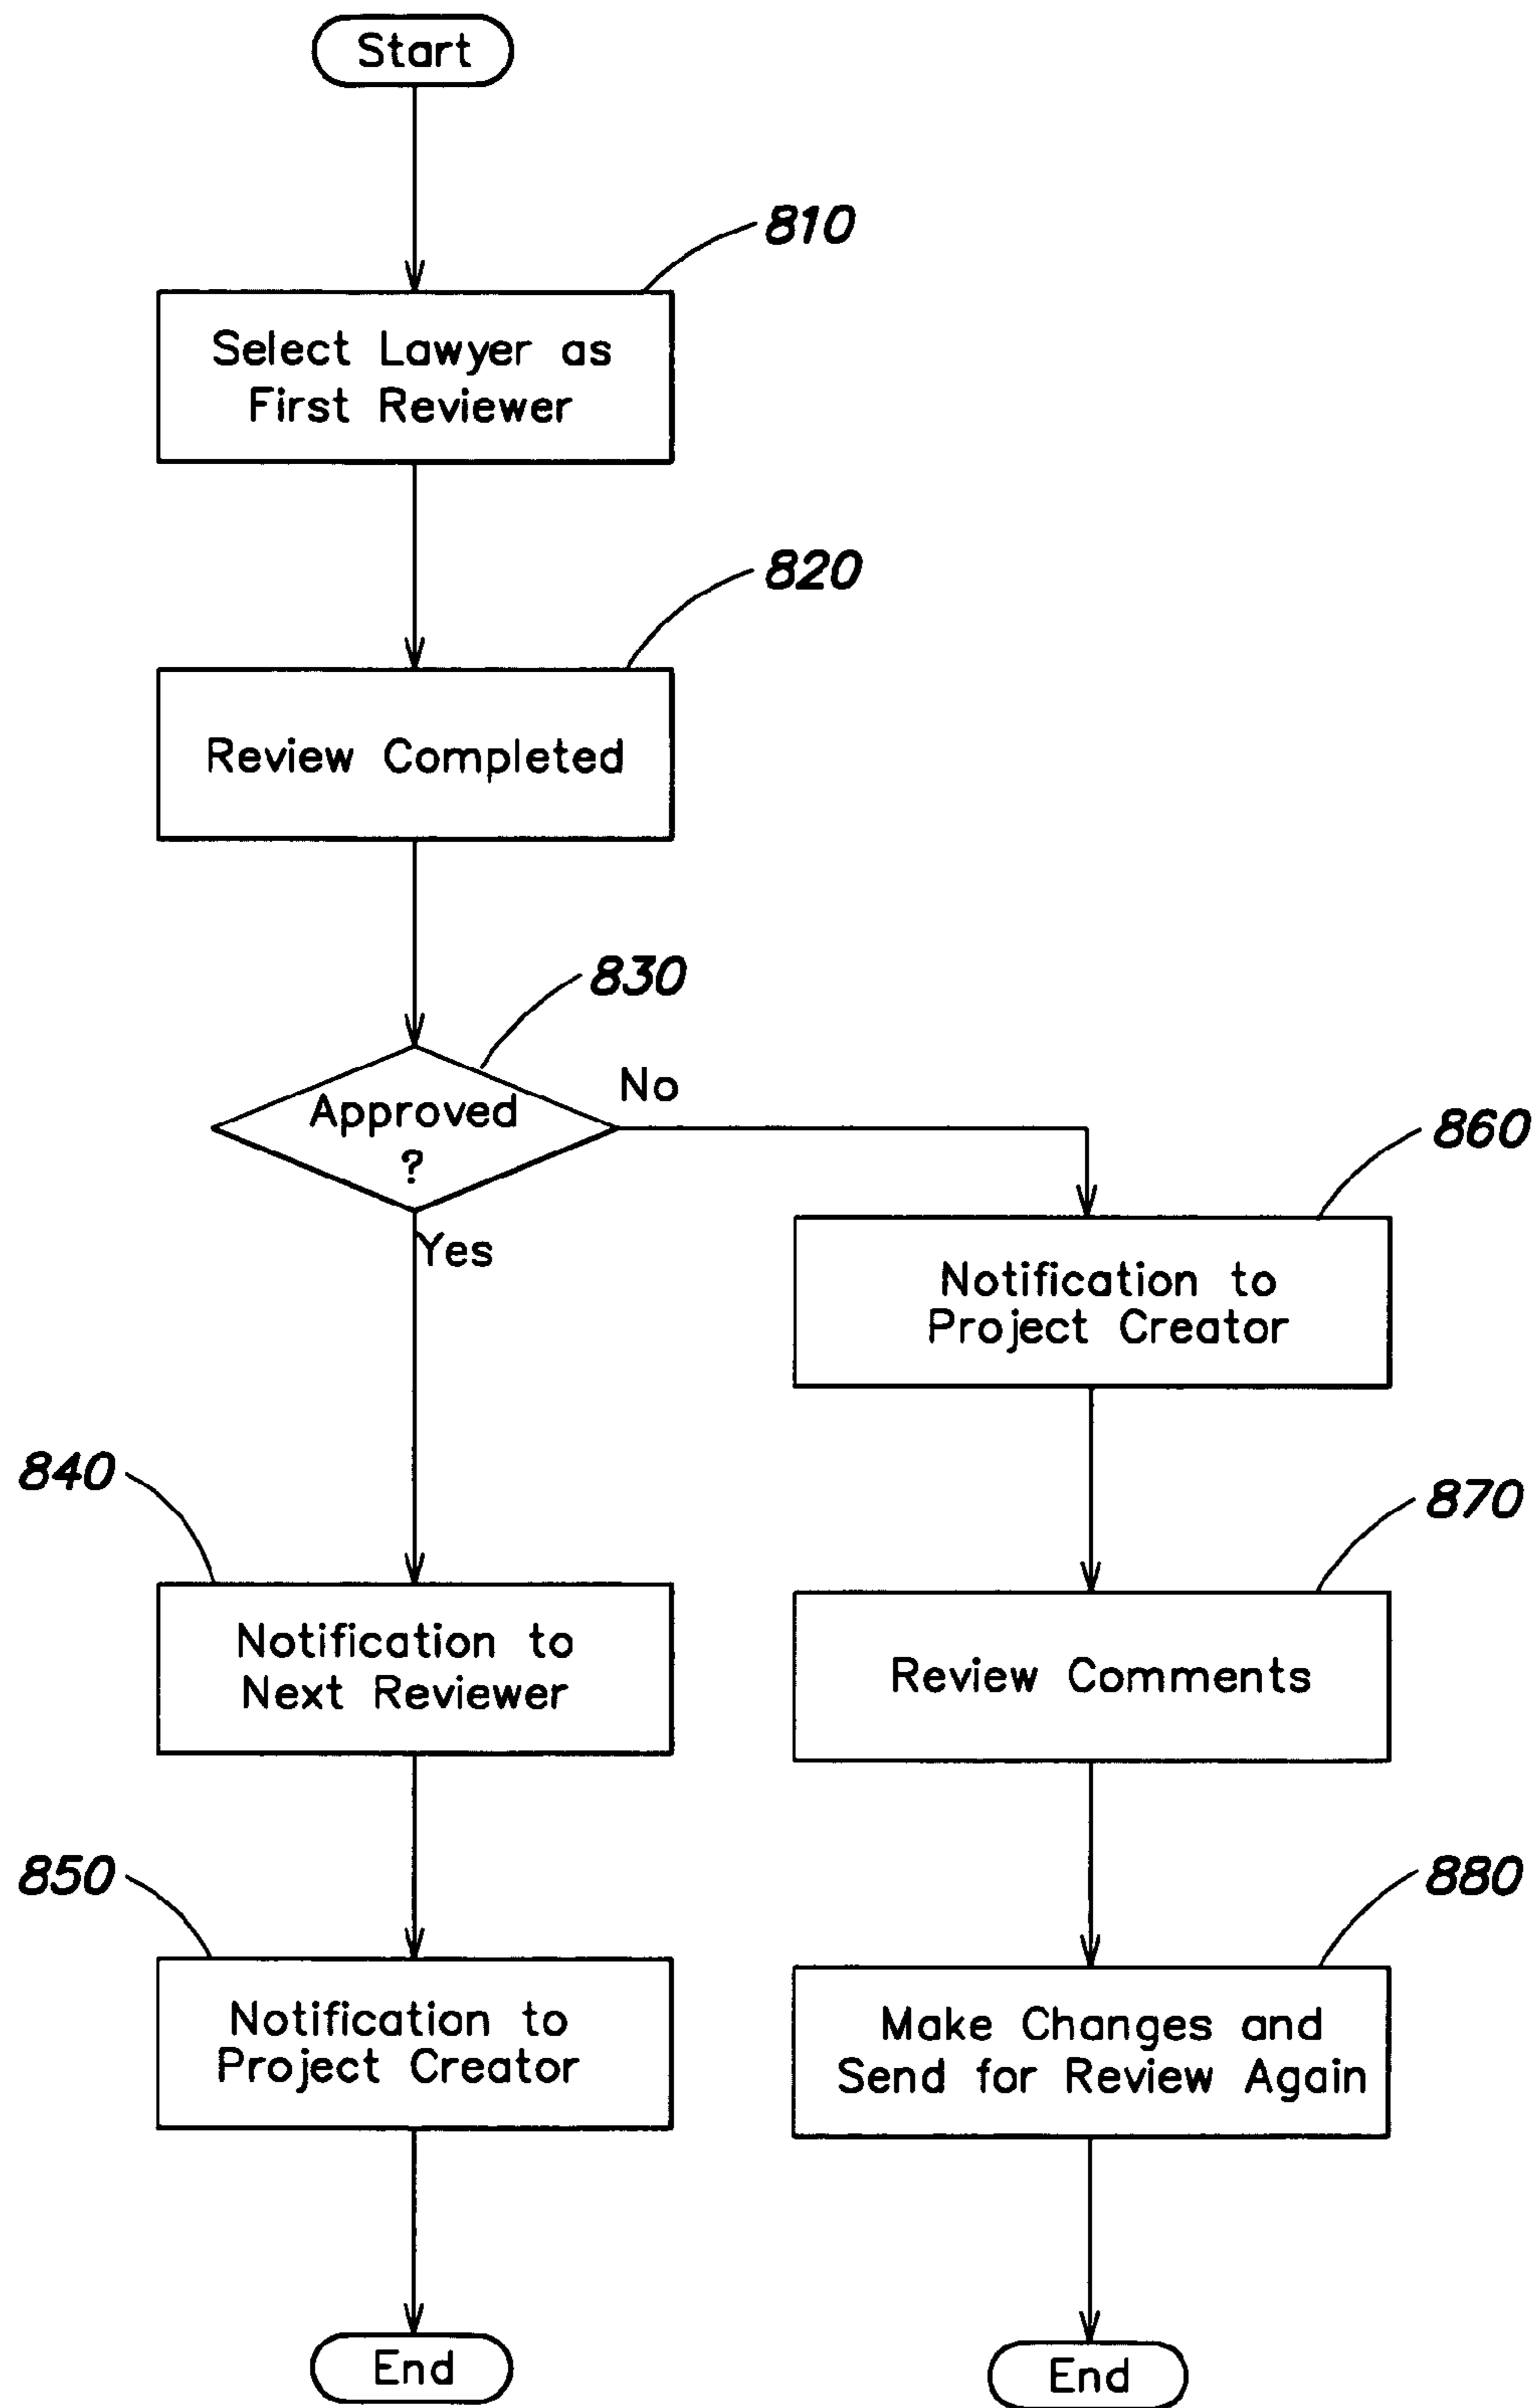 Start
810
Select Lawyer as
First Reviewer
820
Review Completed
830
Approved
?
No
Yes
860
Notification to
Project Creator
840
Notification to
Next Reviewer
870
Review Comments
850
Notification to
Project Creator
880
Make Changes and
Send for Review Again
End
End